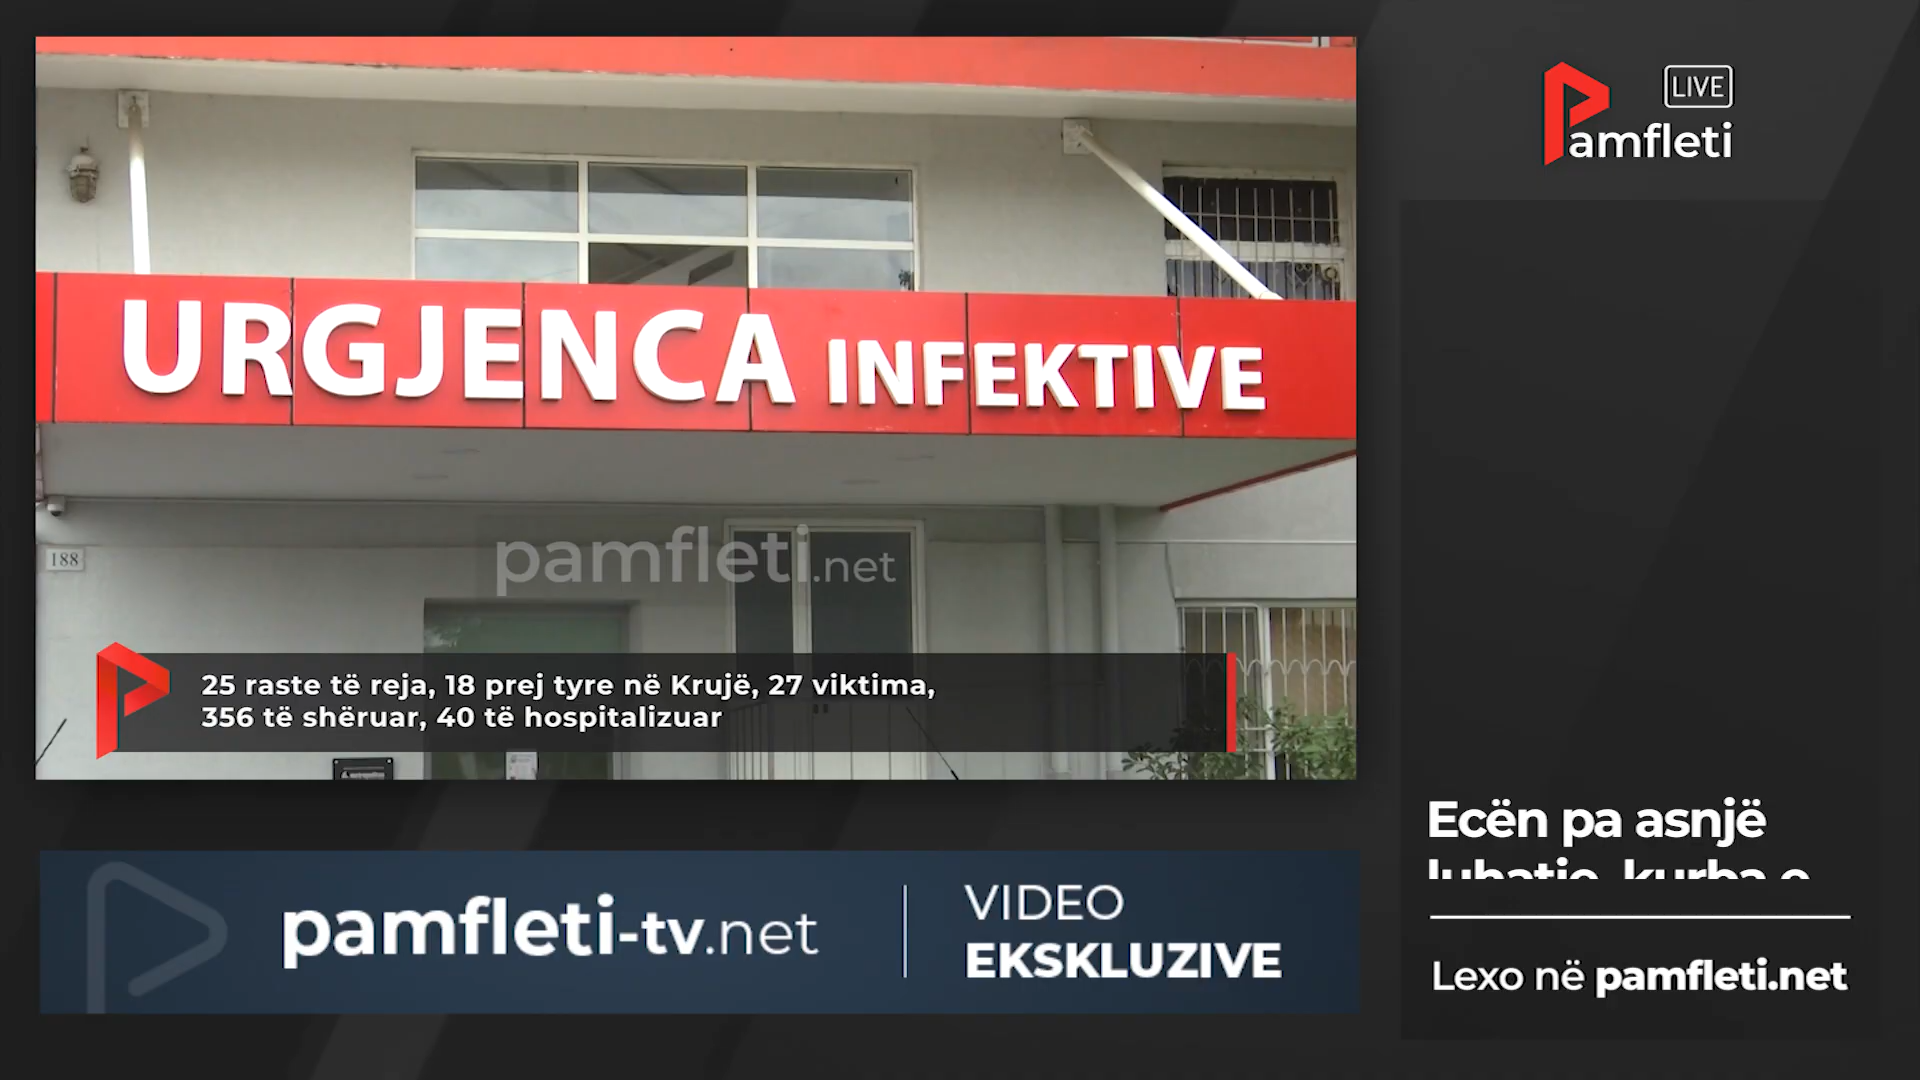 LIVE
Pamfleti
URGJENCA INFEKTIVE
pamfleti.net
188
25 raste të reja, 18 prej tyre në Krujë, 27 viktima,
356 të shëruar, 40 të hospitalizuar
pamfleti-tv.net
VIDEO
EKSKLUZIVE
Ecën pa asnjë
Lexo në pamfleti.net